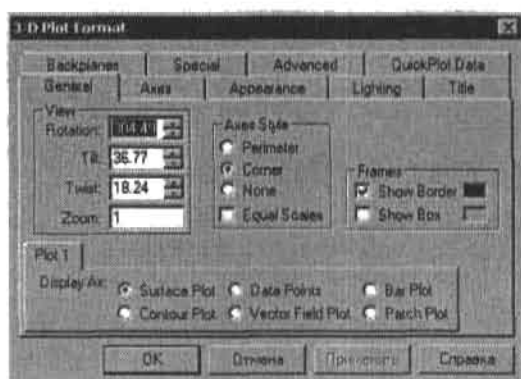 3-D Plot Format
Backplanes Special Advanced QuickPlot Data
General Axes Appearance Lighting Title
View
Rotation:
Tilt: 36.77
Twist: 18.24
Zoom: 1
Axes Style
Perimeter
Corner
None
Equal Scales
Frames
Show Border
Show Box
Plot 1
Display As: Surface Plot Data Points Bar Plot
Contour Plot Vector Field Plot Patch Plot
OK Отмена Применить Справка